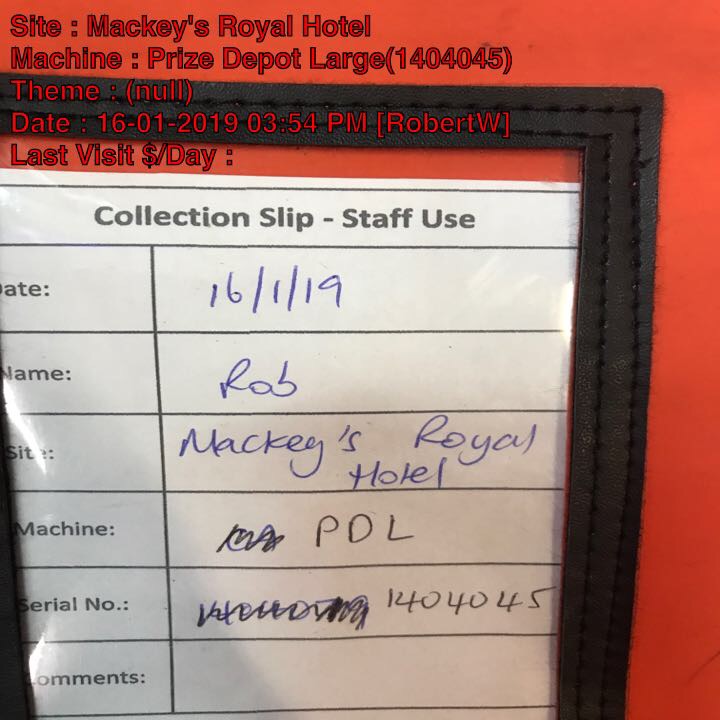 Site : Mackey's Royal Hotel
Machine : Prize Depot Large(1404045)
Theme : (null)
Date : 16-01-2019 03:54 PM [RobertW]
Last Visit $/Day :
Collection Slip - Staff Use
ate: 16/1/19
Name: Rob
Site: Mackey's Royal
Hotel
Machine: PDL
Serial No.: 1404045
omments: